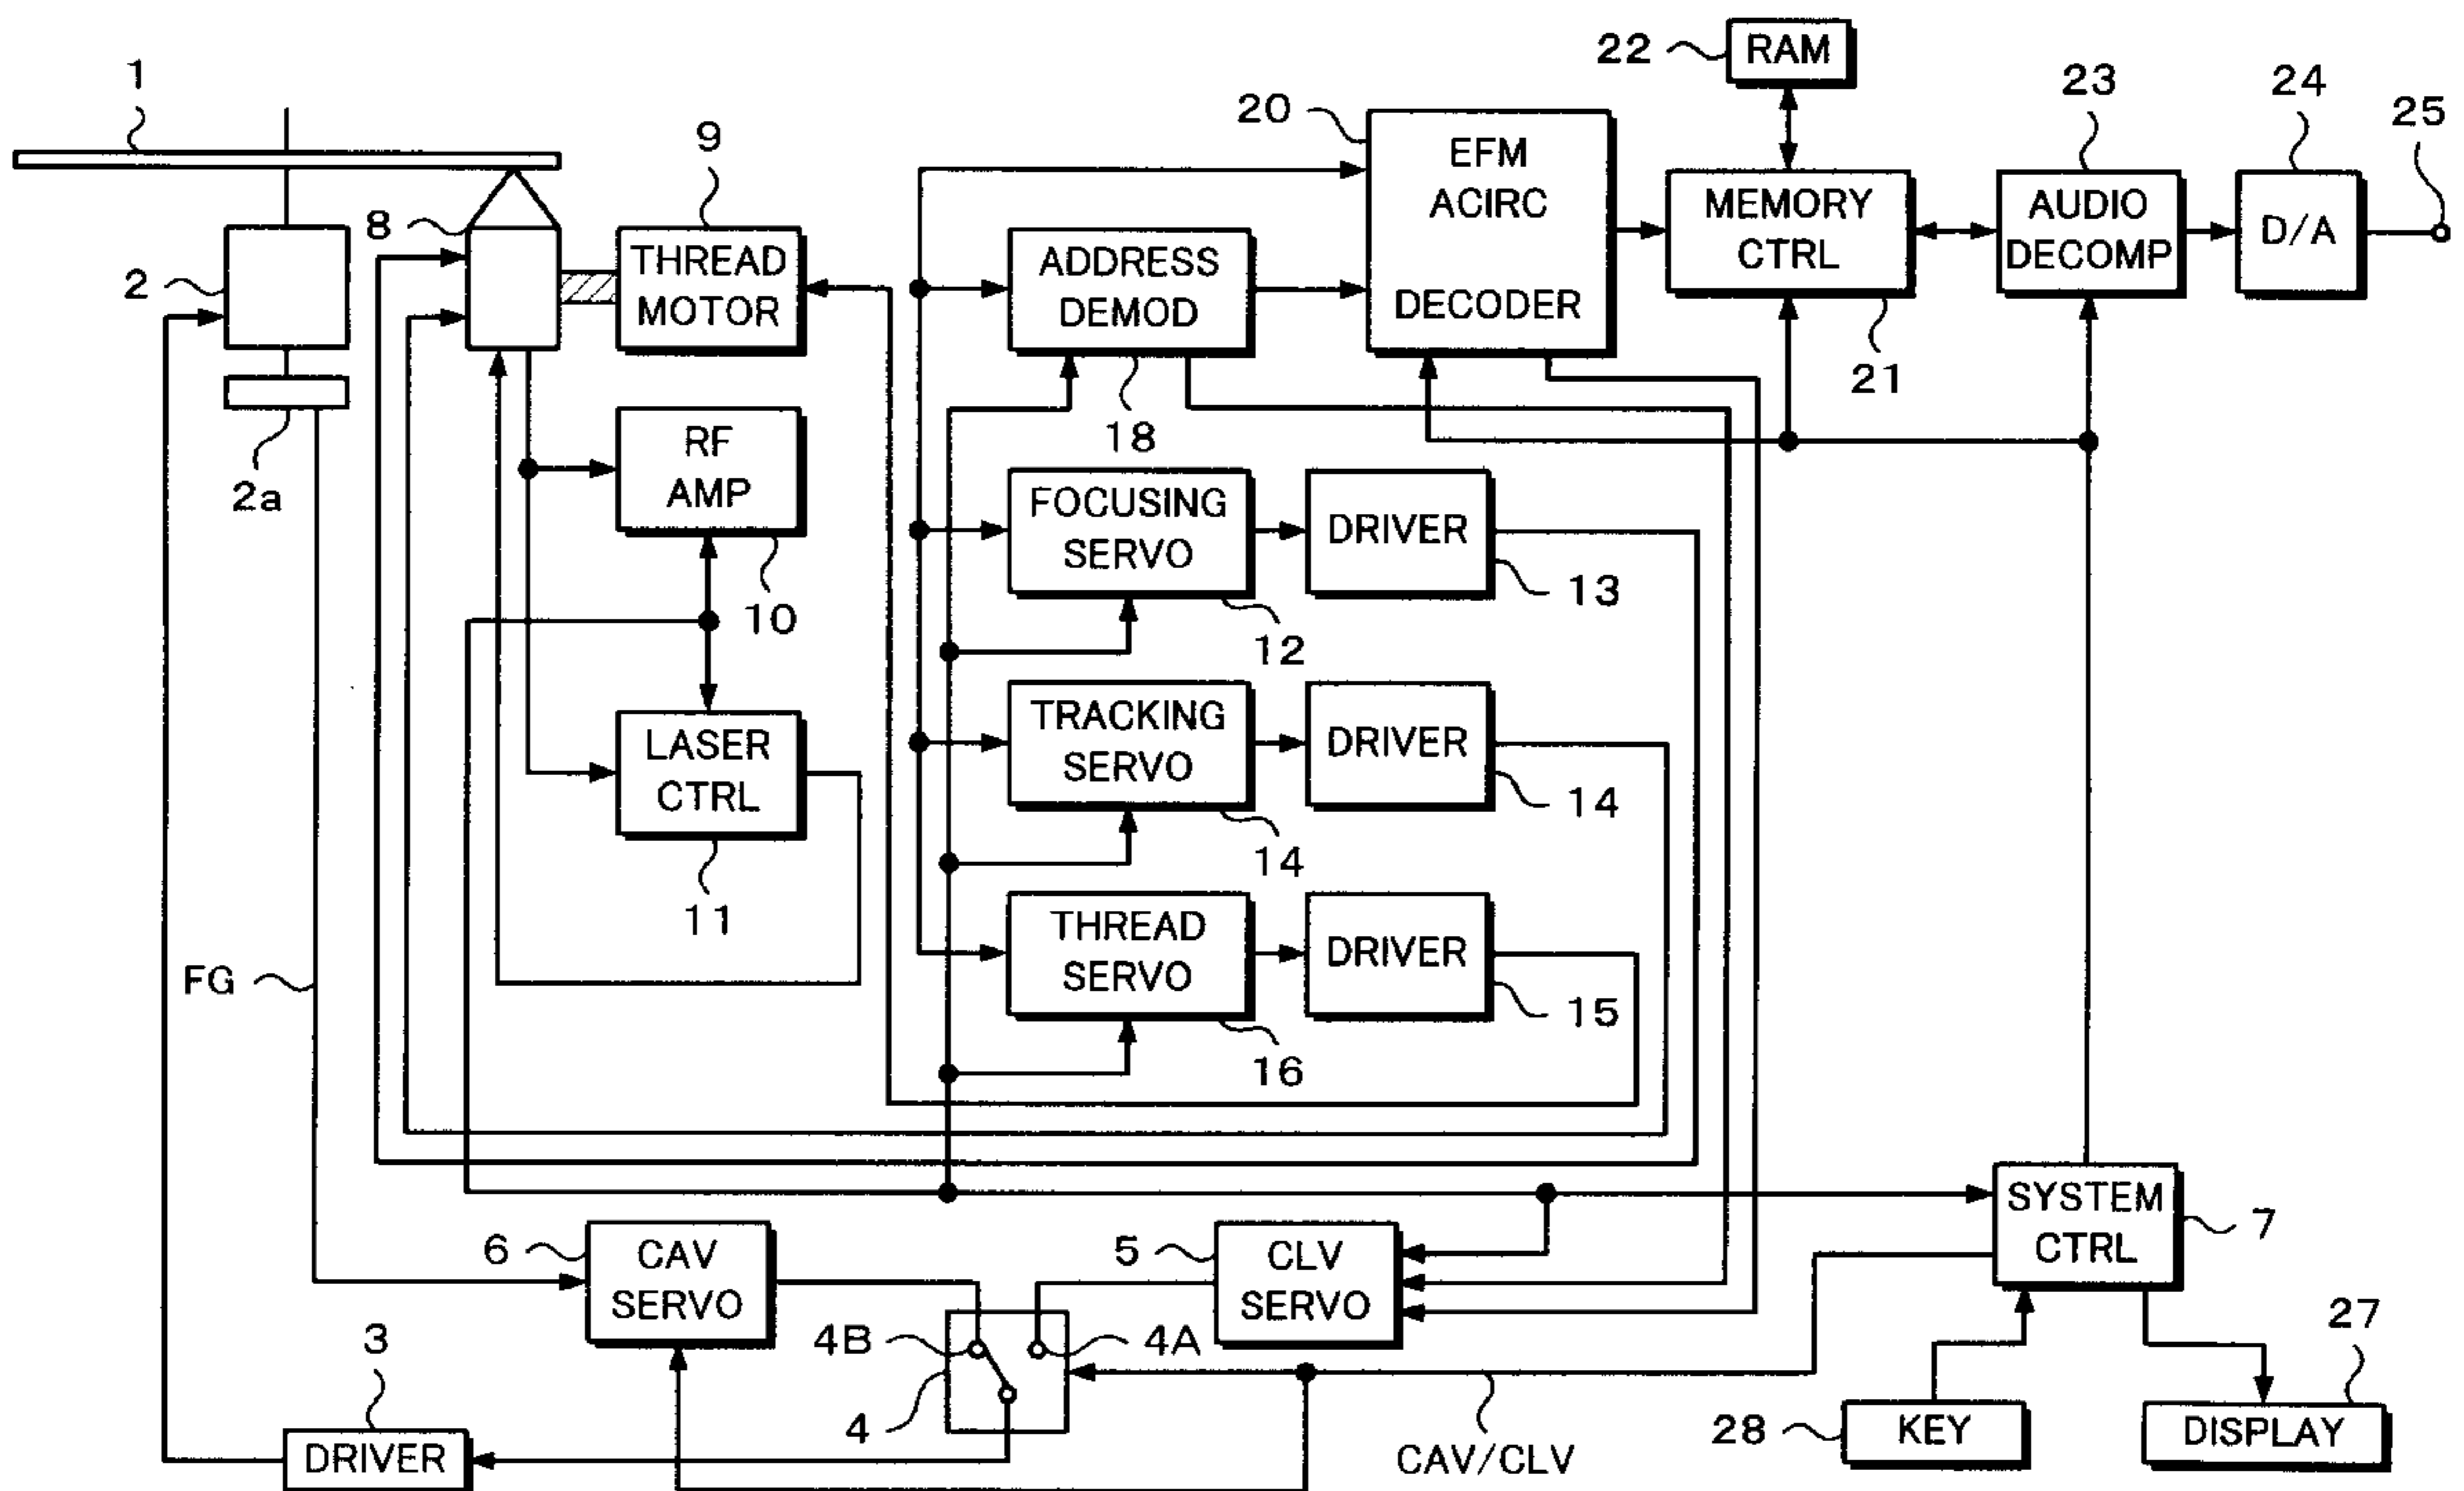 22
RAM
1
20
23
24
25
9
EFM
ACIRC
DECODER
MEMORY
CTRL
AUDIO
DECOMP
D/A
8
THREAD
MOTOR
ADDRESS
DEMOD
2
21
18
2a
RF
AMP
FOCUSING
SERVO
DRIVER
13
10
12
LASER
CTRL
TRACKING
SERVO
DRIVER
14
14
11
THREAD
SERVO
DRIVER
15
FG
16
6
CAV
SERVO
5
CLV
SERVO
SYSTEM
CTRL
7
4B
4A
27
3
4
DRIVER
CAV/CLV
28
KEY
DISPLAY